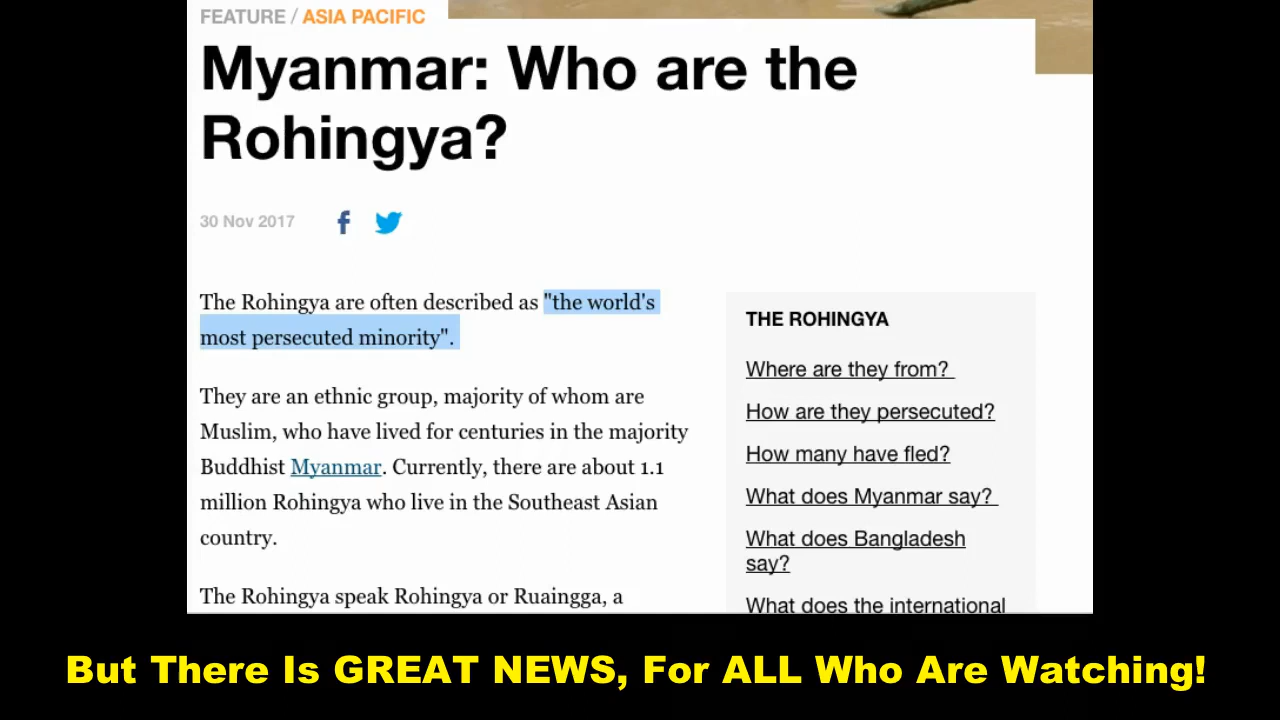 FEATURE / ASIA PACIFIC
Myanmar: Who are the
Rohingya?
30 Nov 2017
The Rohingya are often described as "the world's
most persecuted minority".
They are an ethnic group, majority of whom are
Muslim, who have lived for centuries in the majority
Buddhist Myanmar. Currently, there are about 1.1
million Rohingya who live in the Southeast Asian
country.
The Rohingya speak Rohingya or Ruaingga, a
THE ROHINGYA
Where are they from?
How are they persecuted?
How many have fled?
What does Myanmar say?
What does Bangladesh
say?
What does the international
But There Is GREAT NEWS, For ALL Who Are Watching!